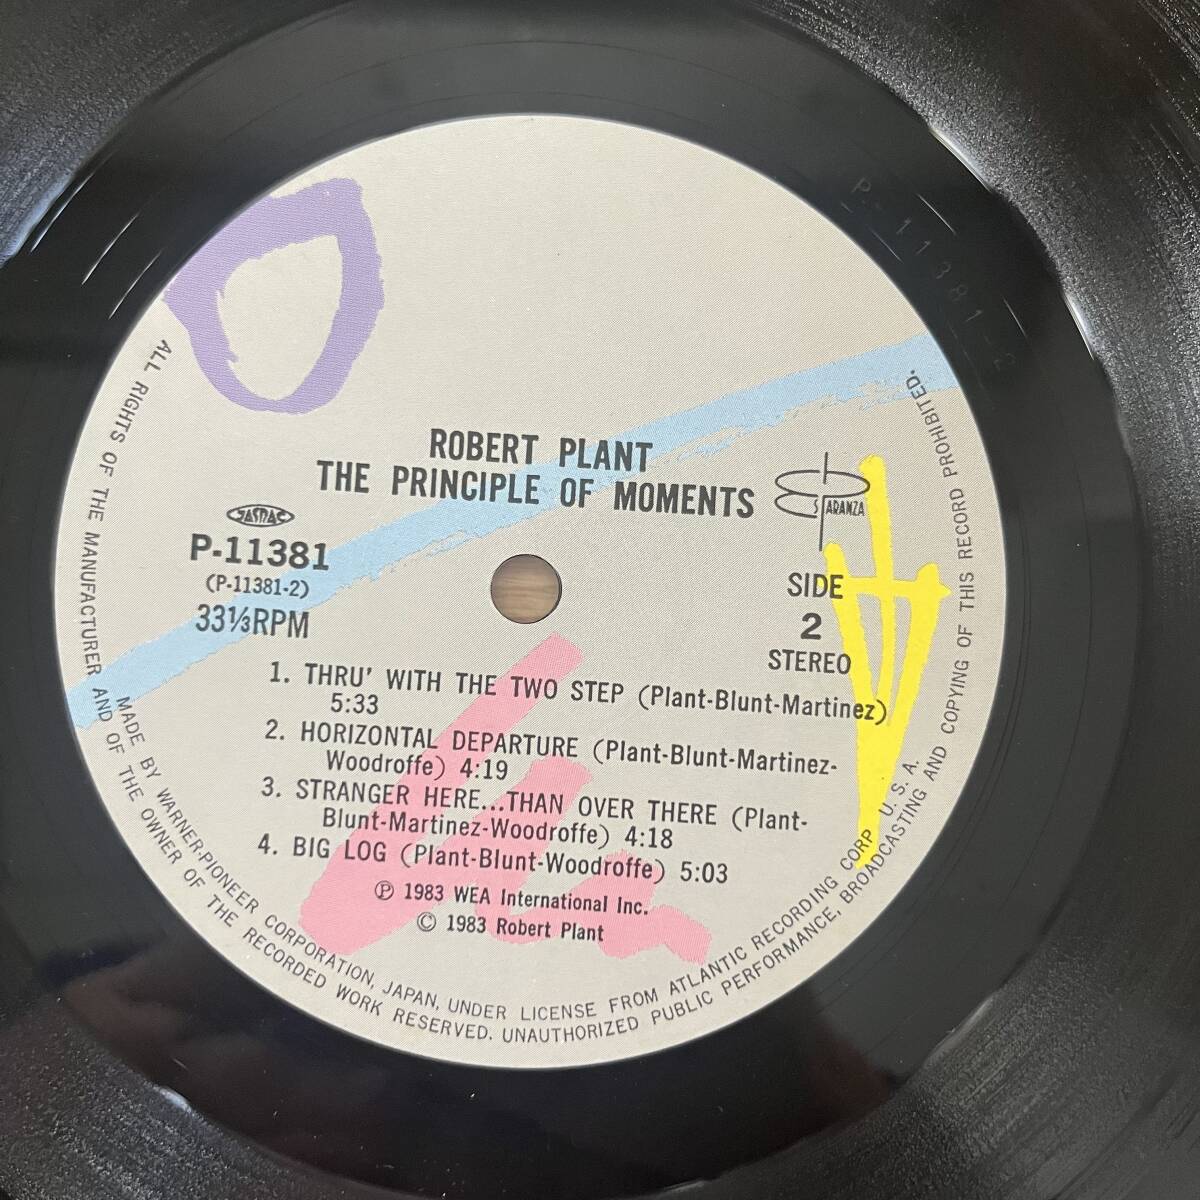 ROBERT PLANT
THE PRINCIPLE OF MOMENTS
ESPARANZA
JASRAC
P-11381
(P-11381-2)
33⅓RPM
SIDE
2
STEREO
1. THRU' WITH THE TWO STEP (Plant-Blunt-Martinez)
5:33
2. HORIZONTAL DEPARTURE (Plant-Blunt-Martinez-
Woodroffe) 4:19
3. STRANGER HERE...THAN OVER THERE (Plant-
Blunt-Martinez-Woodroffe) 4:18
4. BIG LOG (Plant-Blunt-Woodroffe) 5:03
Ⓟ 1983 WEA International Inc.
© 1983 Robert Plant
MADE BY WARNER-PIONEER CORPORATION, JAPAN, UNDER LICENSE FROM ATLANTIC RECORDING CORP U. S. A.
ALL RIGHTS OF THE MANUFACTURER AND OF THE OWNER OF THE RECORDED WORK RESERVED. UNAUTHORIZED PUBLIC PERFORMANCE, BROADCASTING AND COPYING OF THIS RECORD PROHIBITED.
P-11381-2